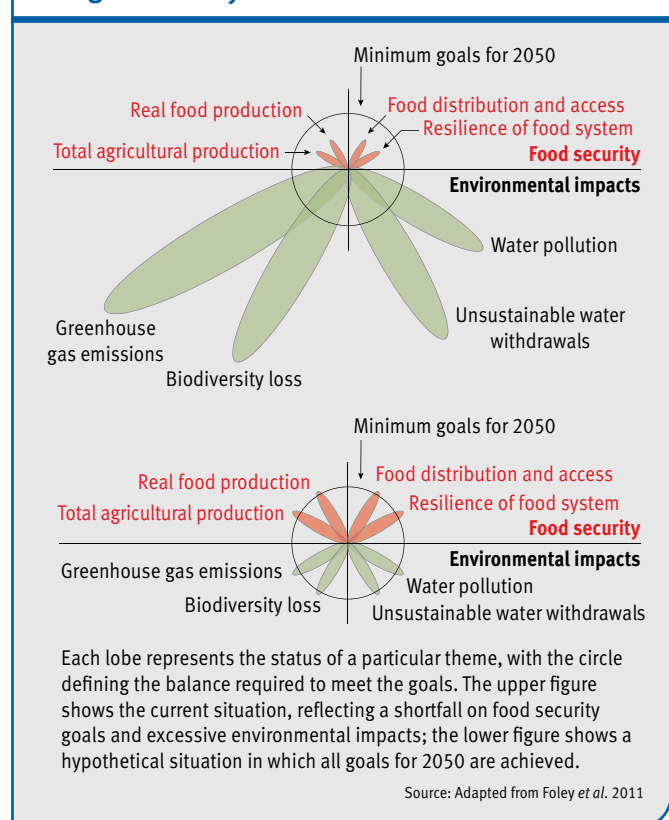 Minimum goals for 2050
Real food production
Food distribution and access
Resilience of food system
Total agricultural production
Food security
Environmental impacts
Water pollution
Unsustainable water
withdrawals
Greenhouse
gas emissions
Biodiversity loss
Minimum goals for 2050
Real food production
Food distribution and access
Total agricultural production
Resilience of food system
Food security
Environmental impacts
Greenhouse gas emissions
Water pollution
Biodiversity loss
Unsustainable water withdrawals
Each lobe represents the status of a particular theme, with the circle
defining the balance required to meet the goals. The upper figure
shows the current situation, reflecting a shortfall on food security
goals and excessive environmental impacts; the lower figure shows a
hypothetical situation in which all goals for 2050 are achieved.
Source: Adapted from Foley et al. 2011